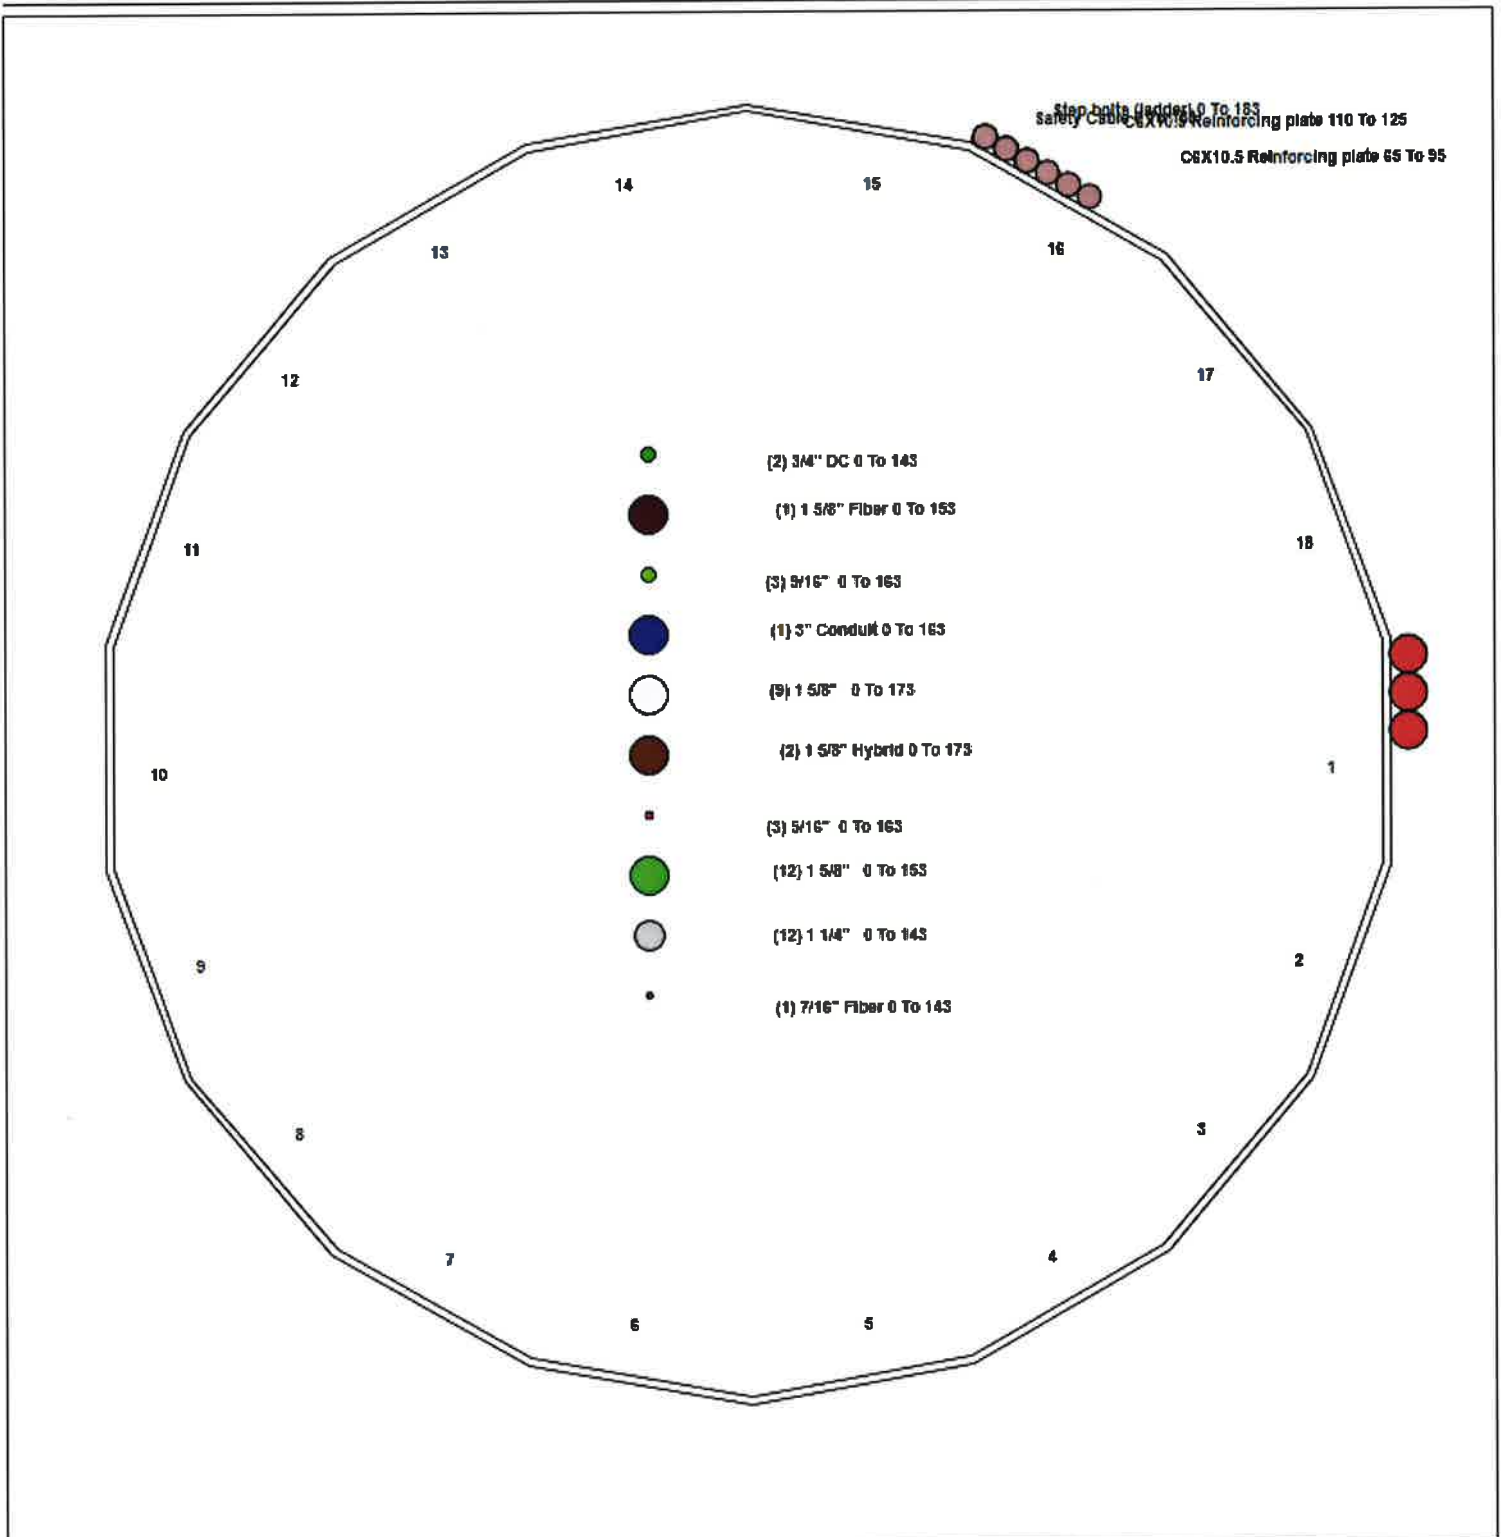 Step bolts (ladder) 0 To 183
Safety Cable
C6X10.5 Reinforcing plate 110 To 125
C6X10.5 Reinforcing plate 65 To 95
14
15
13
16
12
17
11
18
(2) 3/4" DC 0 To 143
(1) 1 5/8" Fiber 0 To 153
(3) 9/16" 0 To 163
(1) 3" Conduit 0 To 163
(9) 1 5/8" 0 To 173
(2) 1 5/8" Hybrid 0 To 173
(3) 5/16" 0 To 163
(12) 1 5/8" 0 To 153
(12) 1 1/4" 0 To 143
(1) 7/16" Fiber 0 To 143
10
1
9
2
8
3
7
4
6
5